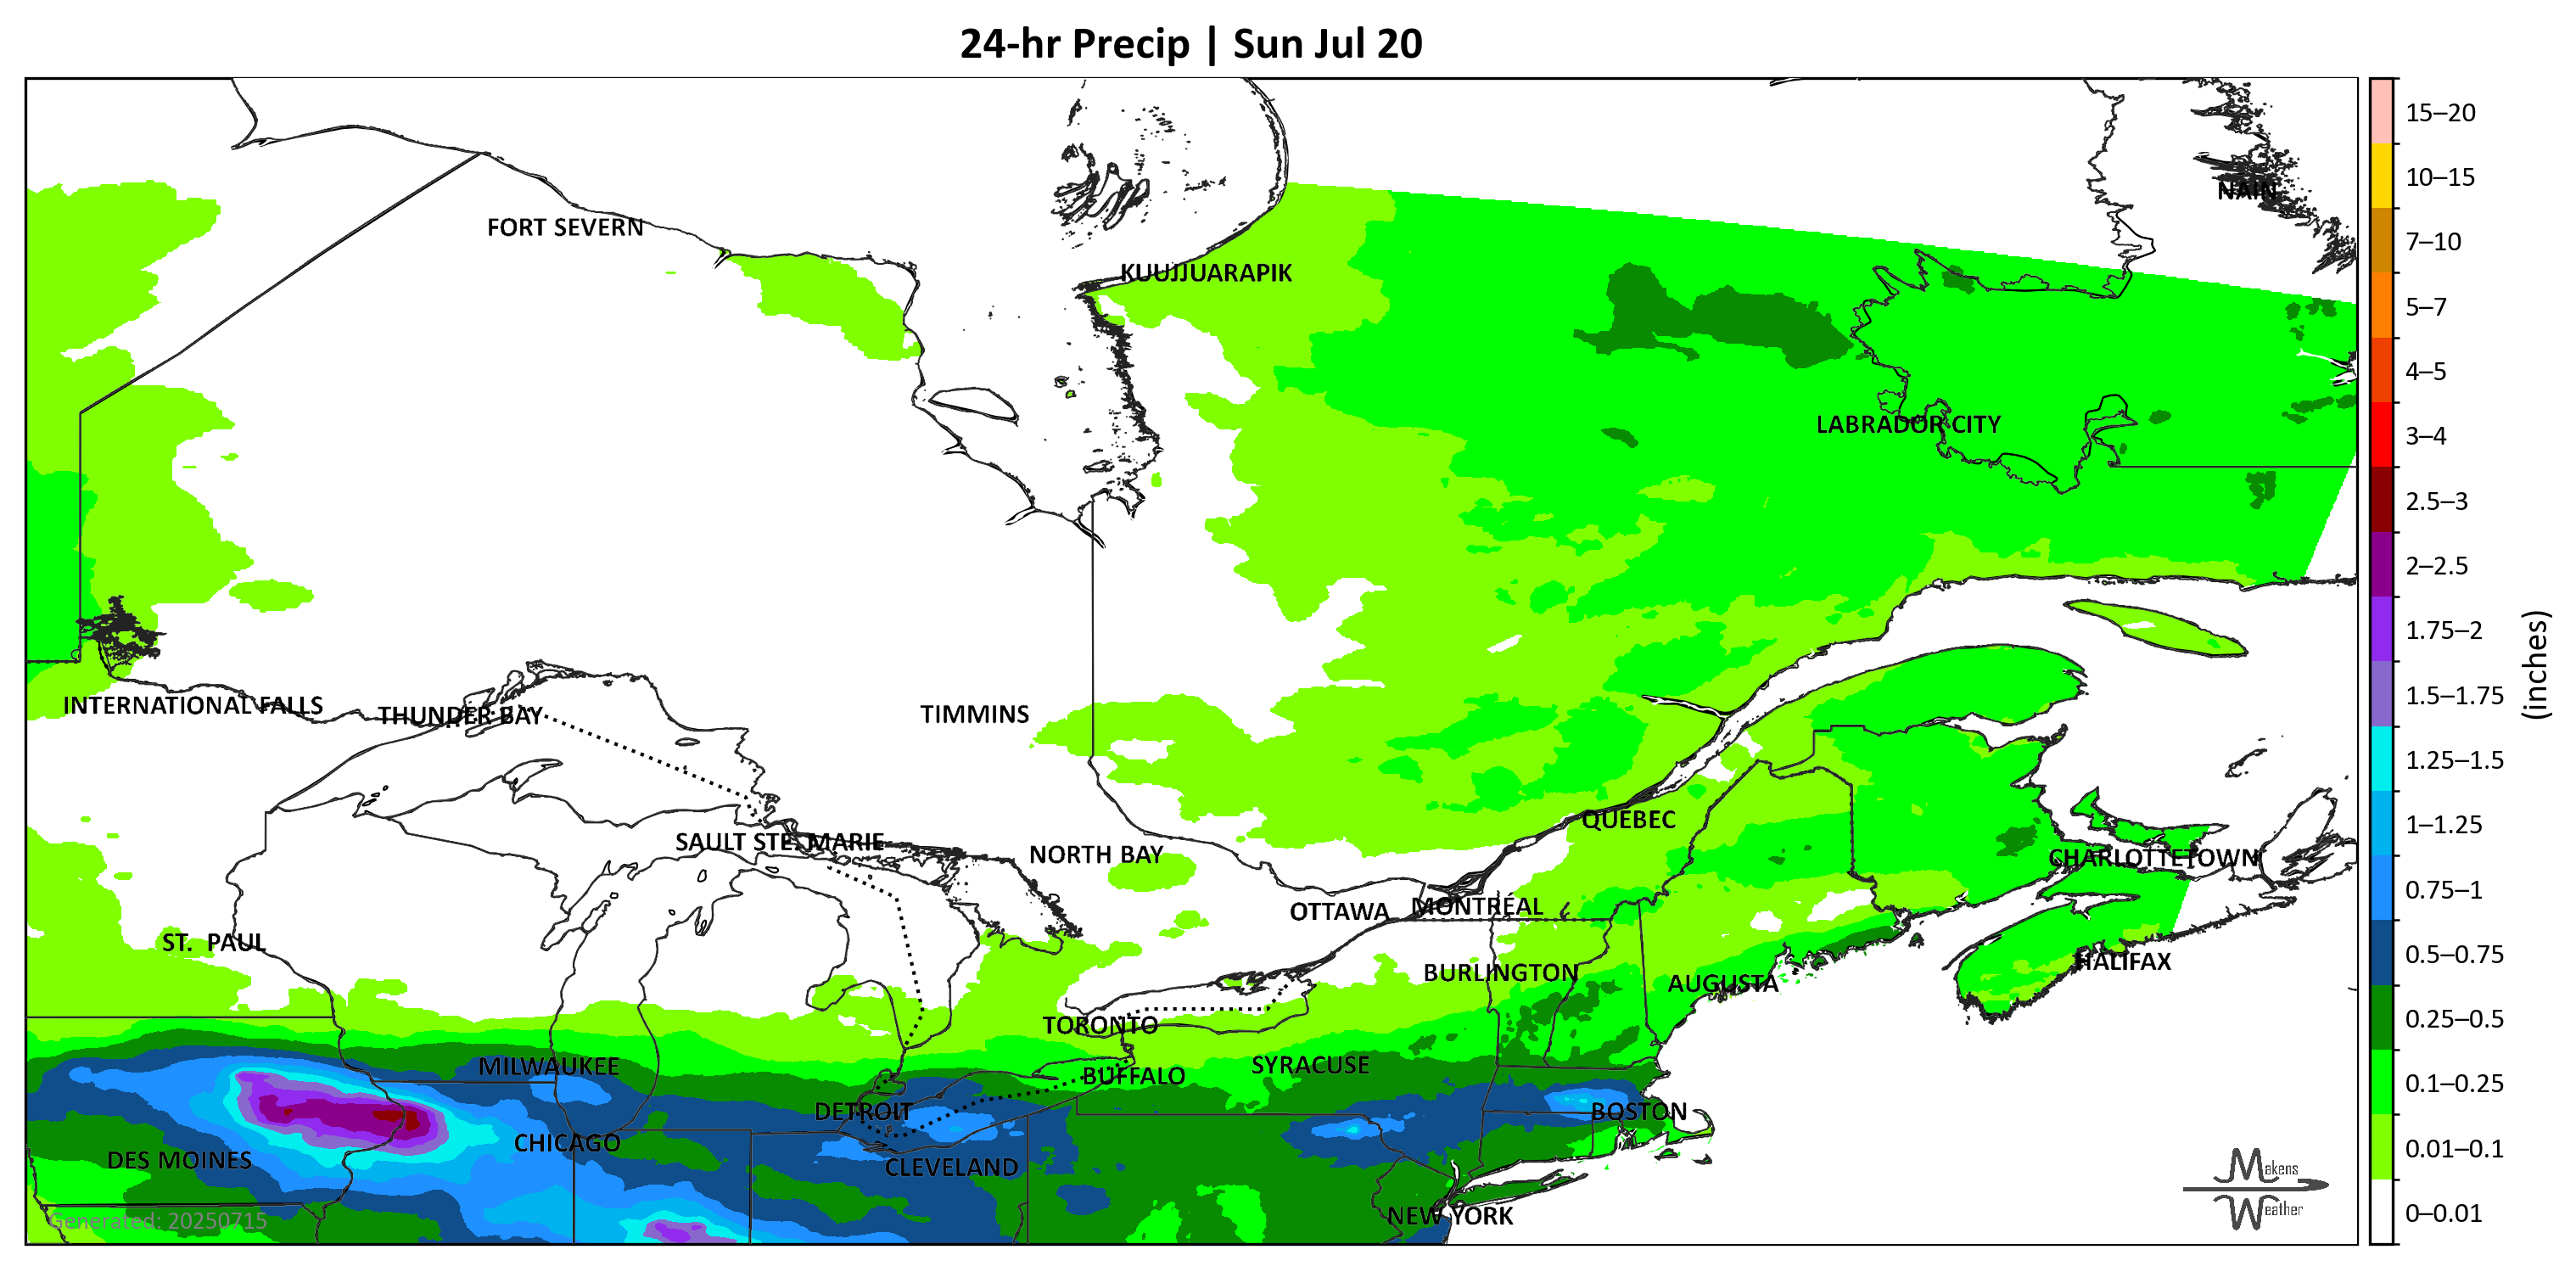 24-hr Precip | Sun Jul 20
15–20
10–15
NAIN
FORT SEVERN
7–10
KUUJJUARAPIK
5–7
4–5
LABRADOR CITY
3–4
2.5–3
2–2.5
1.75–2
(inches)
INTERNATIONAL FALLS
THUNDER BAY
TIMMINS
1.5–1.75
1.25–1.5
QUÉBEC
1–1.25
SAULT STE. MARIE
NORTH BAY
CHARLOTTETOWN
0.75–1
OTTAWA
MONTRÉAL
ST. PAUL
0.5–0.75
HALIFAX
BURLINGTON
AUGUSTA
TORONTO
0.25–0.5
MILWAUKEE
BUFFALO
SYRACUSE
0.1–0.25
DETROIT
BOSTON
CHICAGO
0.01–0.1
DES MOINES
CLEVELAND
Makens
Weather
NEW YORK
0–0.01
Generated: 20250715